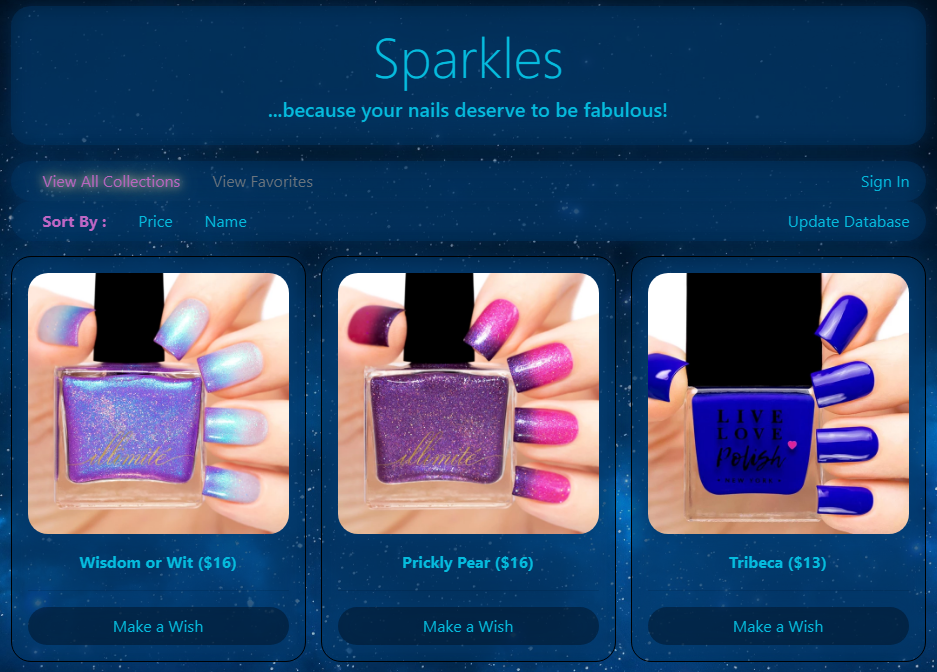 Sparkles
...because your nails deserve to be fabulous!
View All Collections View Favorites Sign In
Sort By : Price Name Update Database
illimité
illimité
LIVE
LOVE
Polish
• NEW YORK •
Wisdom or Wit ($16) Prickly Pear ($16) Tribeca ($13)
Make a Wish Make a Wish Make a Wish